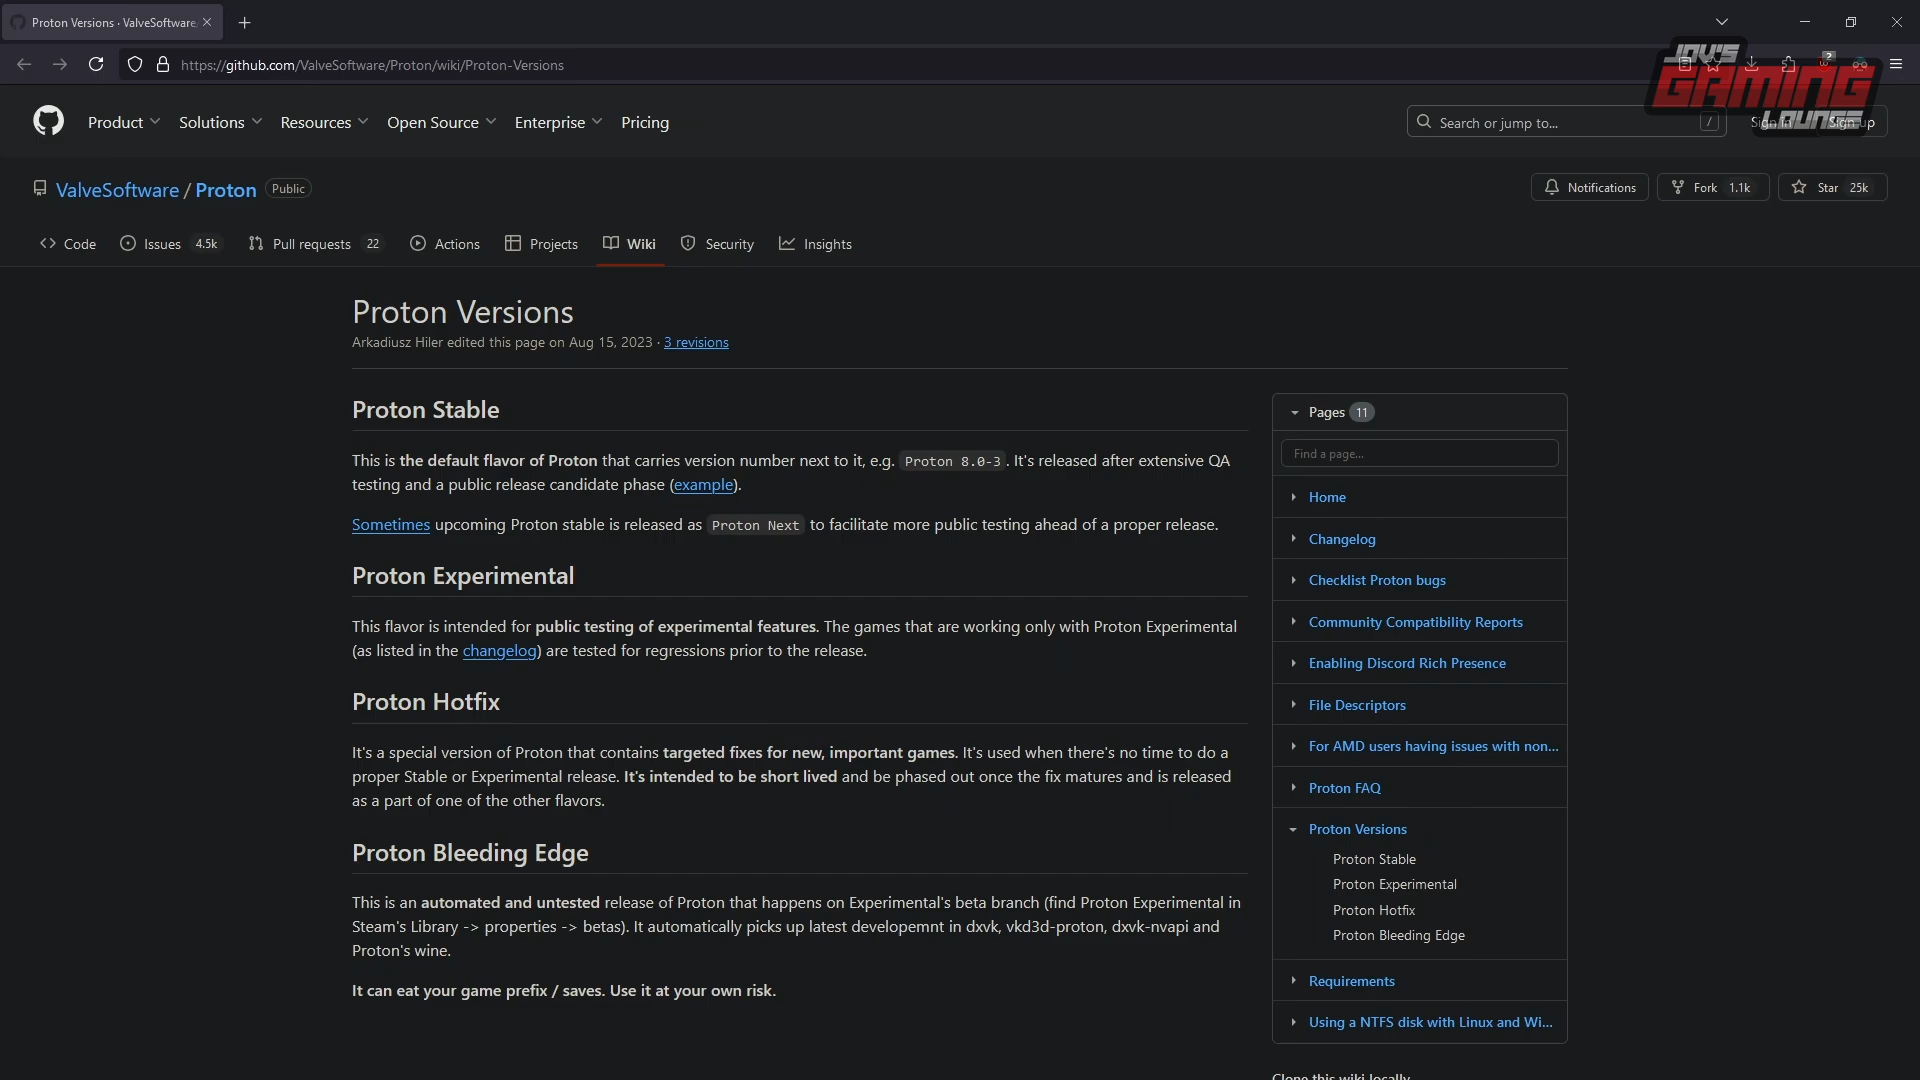 Proton Versions · ValveSoftware
https://github.com/ValveSoftware/Proton/wiki/Proton-Versions
JOV'S
GAMING
LOUNGE
2
Product
Solutions
Resources
Open Source
Enterprise
Pricing
Search or jump to...
/
Sign in
Sign up
ValveSoftware / Proton
Public
Notifications
Fork 1.1k
Star 25k
Code
Issues 4.5k
Pull requests 22
Actions
Projects
Wiki
Security
Insights
Proton Versions
Arkadiusz Hiler edited this page on Aug 15, 2023 · 3 revisions
Proton Stable
This is the default flavor of Proton that carries version number next to it, e.g. Proton 8.0-3. It's released after extensive QA
testing and a public release candidate phase (example).
Sometimes upcoming Proton stable is released as Proton Next to facilitate more public testing ahead of a proper release.
Proton Experimental
This flavor is intended for public testing of experimental features. The games that are working only with Proton Experimental
(as listed in the changelog) are tested for regressions prior to the release.
Proton Hotfix
It's a special version of Proton that contains targeted fixes for new, important games. It's used when there's no time to do a
proper Stable or Experimental release. It's intended to be short lived and be phased out once the fix matures and is released
as a part of one of the other flavors.
Proton Bleeding Edge
This is an automated and untested release of Proton that happens on Experimental's beta branch (find Proton Experimental in
Steam's Library -> properties -> betas). It automatically picks up latest developemnt in dxvk, vkd3d-proton, dxvk-nvapi and
Proton's wine.
It can eat your game prefix / saves. Use it at your own risk.
Pages 11
Find a page...
Home
Changelog
Checklist Proton bugs
Community Compatibility Reports
Enabling Discord Rich Presence
File Descriptors
For AMD users having issues with non...
Proton FAQ
Proton Versions
Proton Stable
Proton Experimental
Proton Hotfix
Proton Bleeding Edge
Requirements
Using a NTFS disk with Linux and Wi...
Clone this wiki locally